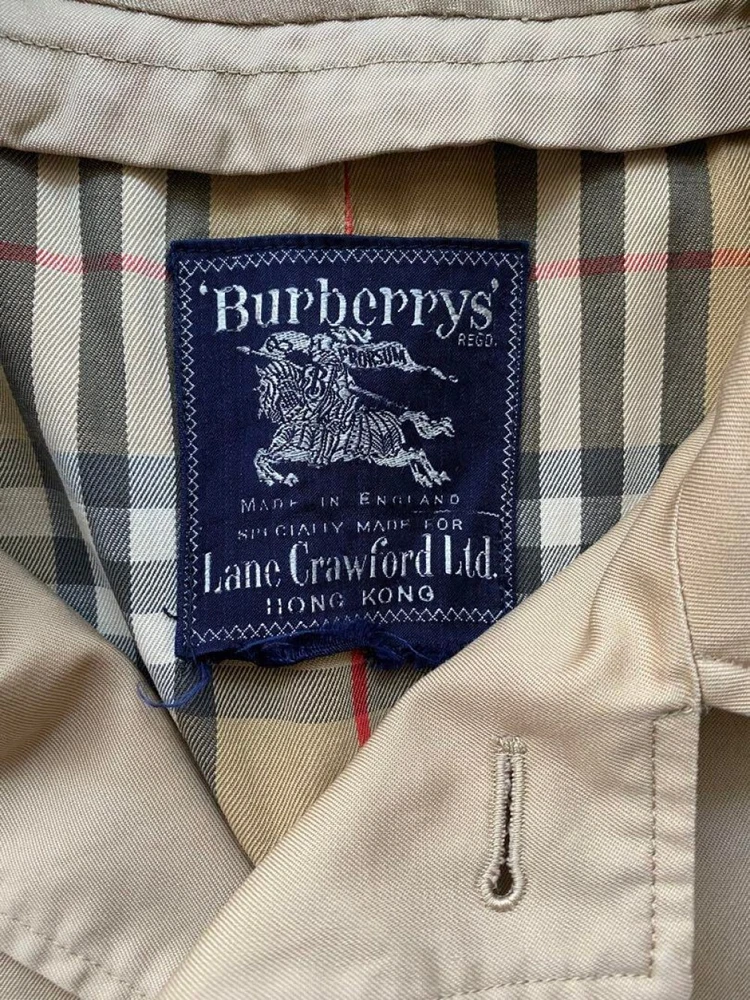 'Burberrys'
REGD.
PRORSUM
B
MADE IN ENGLAND
SPECIALLY MADE FOR
Lane Crawford Ltd.
HONG KONG